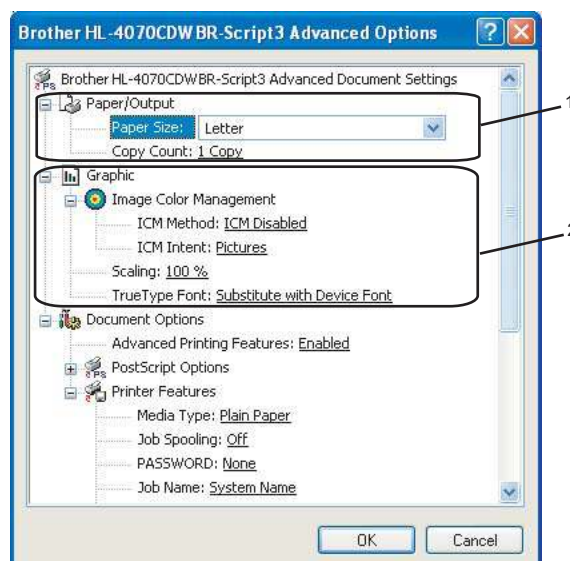 Brother HL-4070CDW BR-Script3 Advanced Options
Brother HL-4070CDWBR-Script3 Advanced Document Settings
Paper/Output
Paper Size: Letter
Copy Count: 1 Copy
1
Graphic
Image Color Management
ICM Method: ICM Disabled
ICM Intent: Pictures
2
Scaling: 100 %
TrueType Font: Substitute with Device Font
Document Options
Advanced Printing Features: Enabled
PostScript Options
Printer Features
Media Type: Plain Paper
Job Spooling: Off
PASSWORD: None
Job Name: System Name
OK Cancel